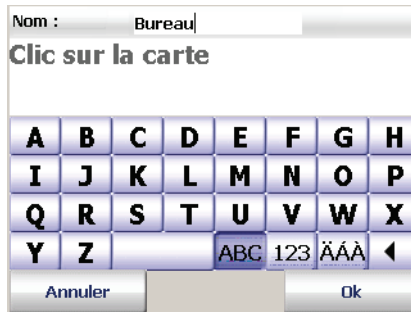 Nom : Bureau
Clic sur la carte
A B C D E F G H
I J K L M N O P
Q R S T U V W X
Y Z ABC 123 ÄÁÀ
Annuler Ok